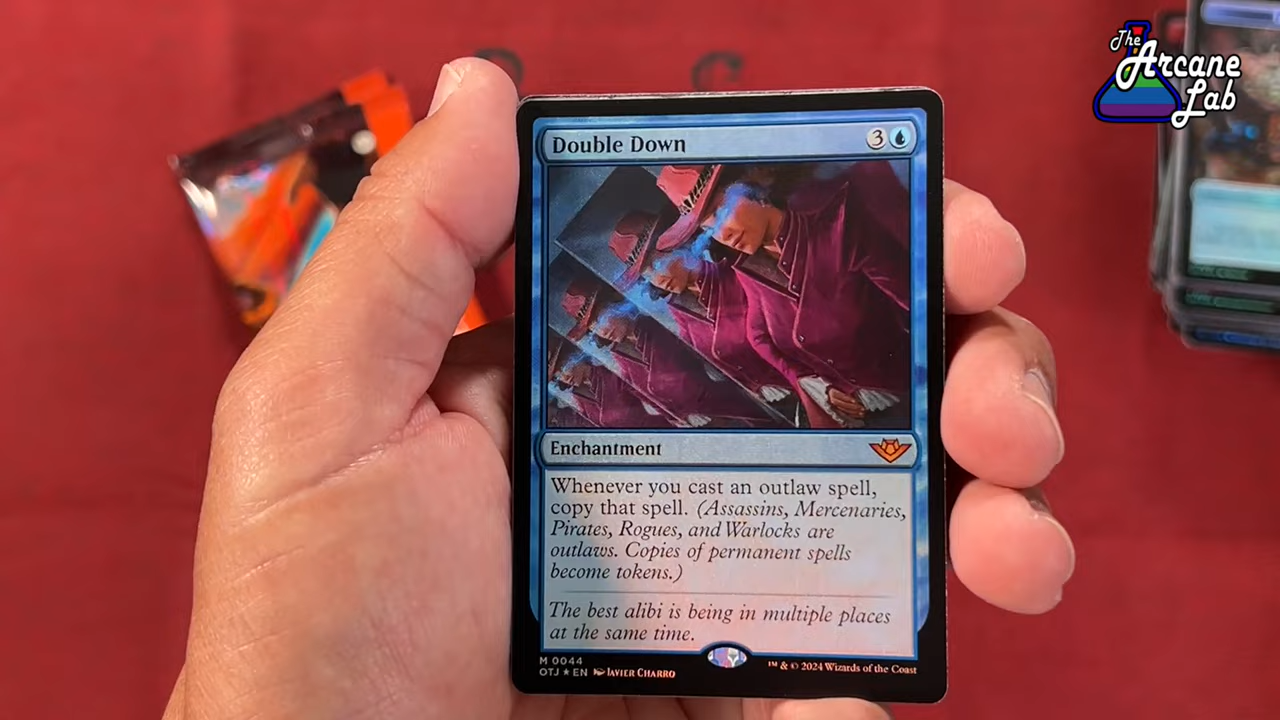 The
Arcane
Lab
Double Down
3
Enchantment
Whenever you cast an outlaw spell,
copy that spell. (Assassins, Mercenaries,
Pirates, Rogues, and Warlocks are
outlaws. Copies of permanent spells
become tokens.)
The best alibi is being in multiple places
at the same time.
M 0044
OTJ ★ EN JAVIER CHARRO
™ & © 2024 Wizards of the Coast